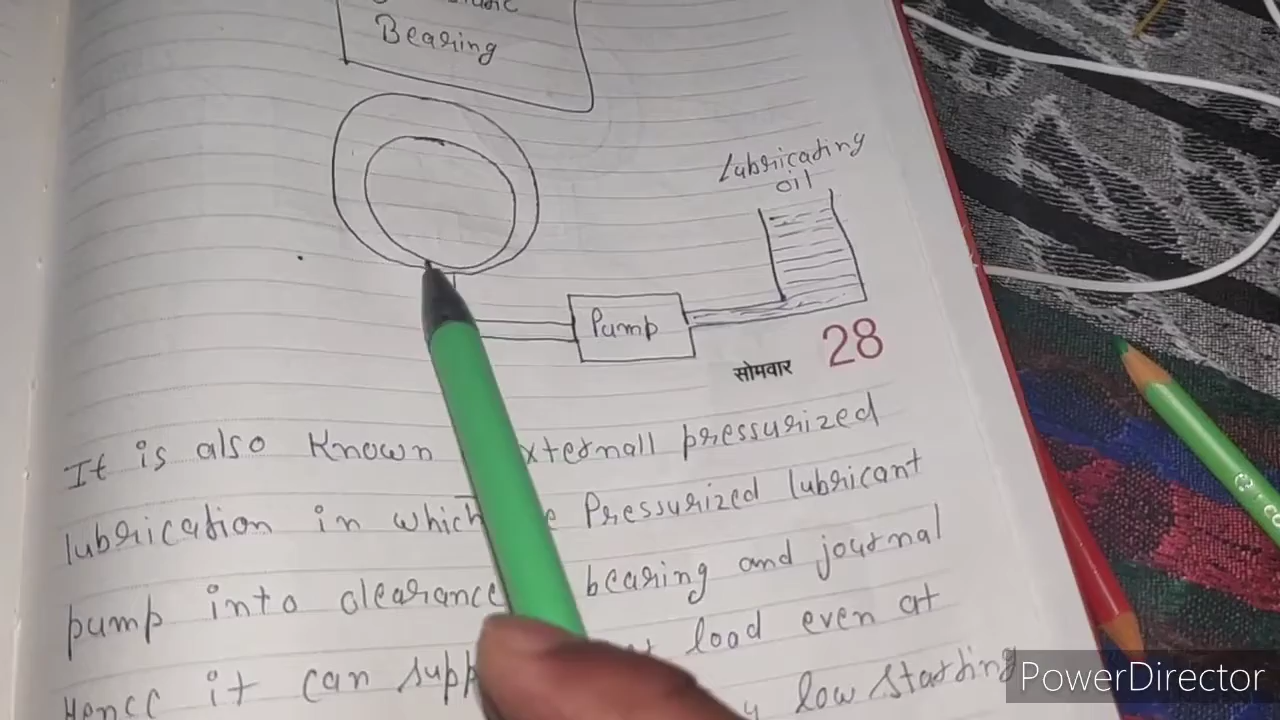 Bearing
Lubricating
oil
Pump
सोमवार 28
It is also Known xternall pressurized
lubrication in which Pressurized lubricant
pump into clearance bearing and journal
Hence it can load even at
low starting
PowerDirector